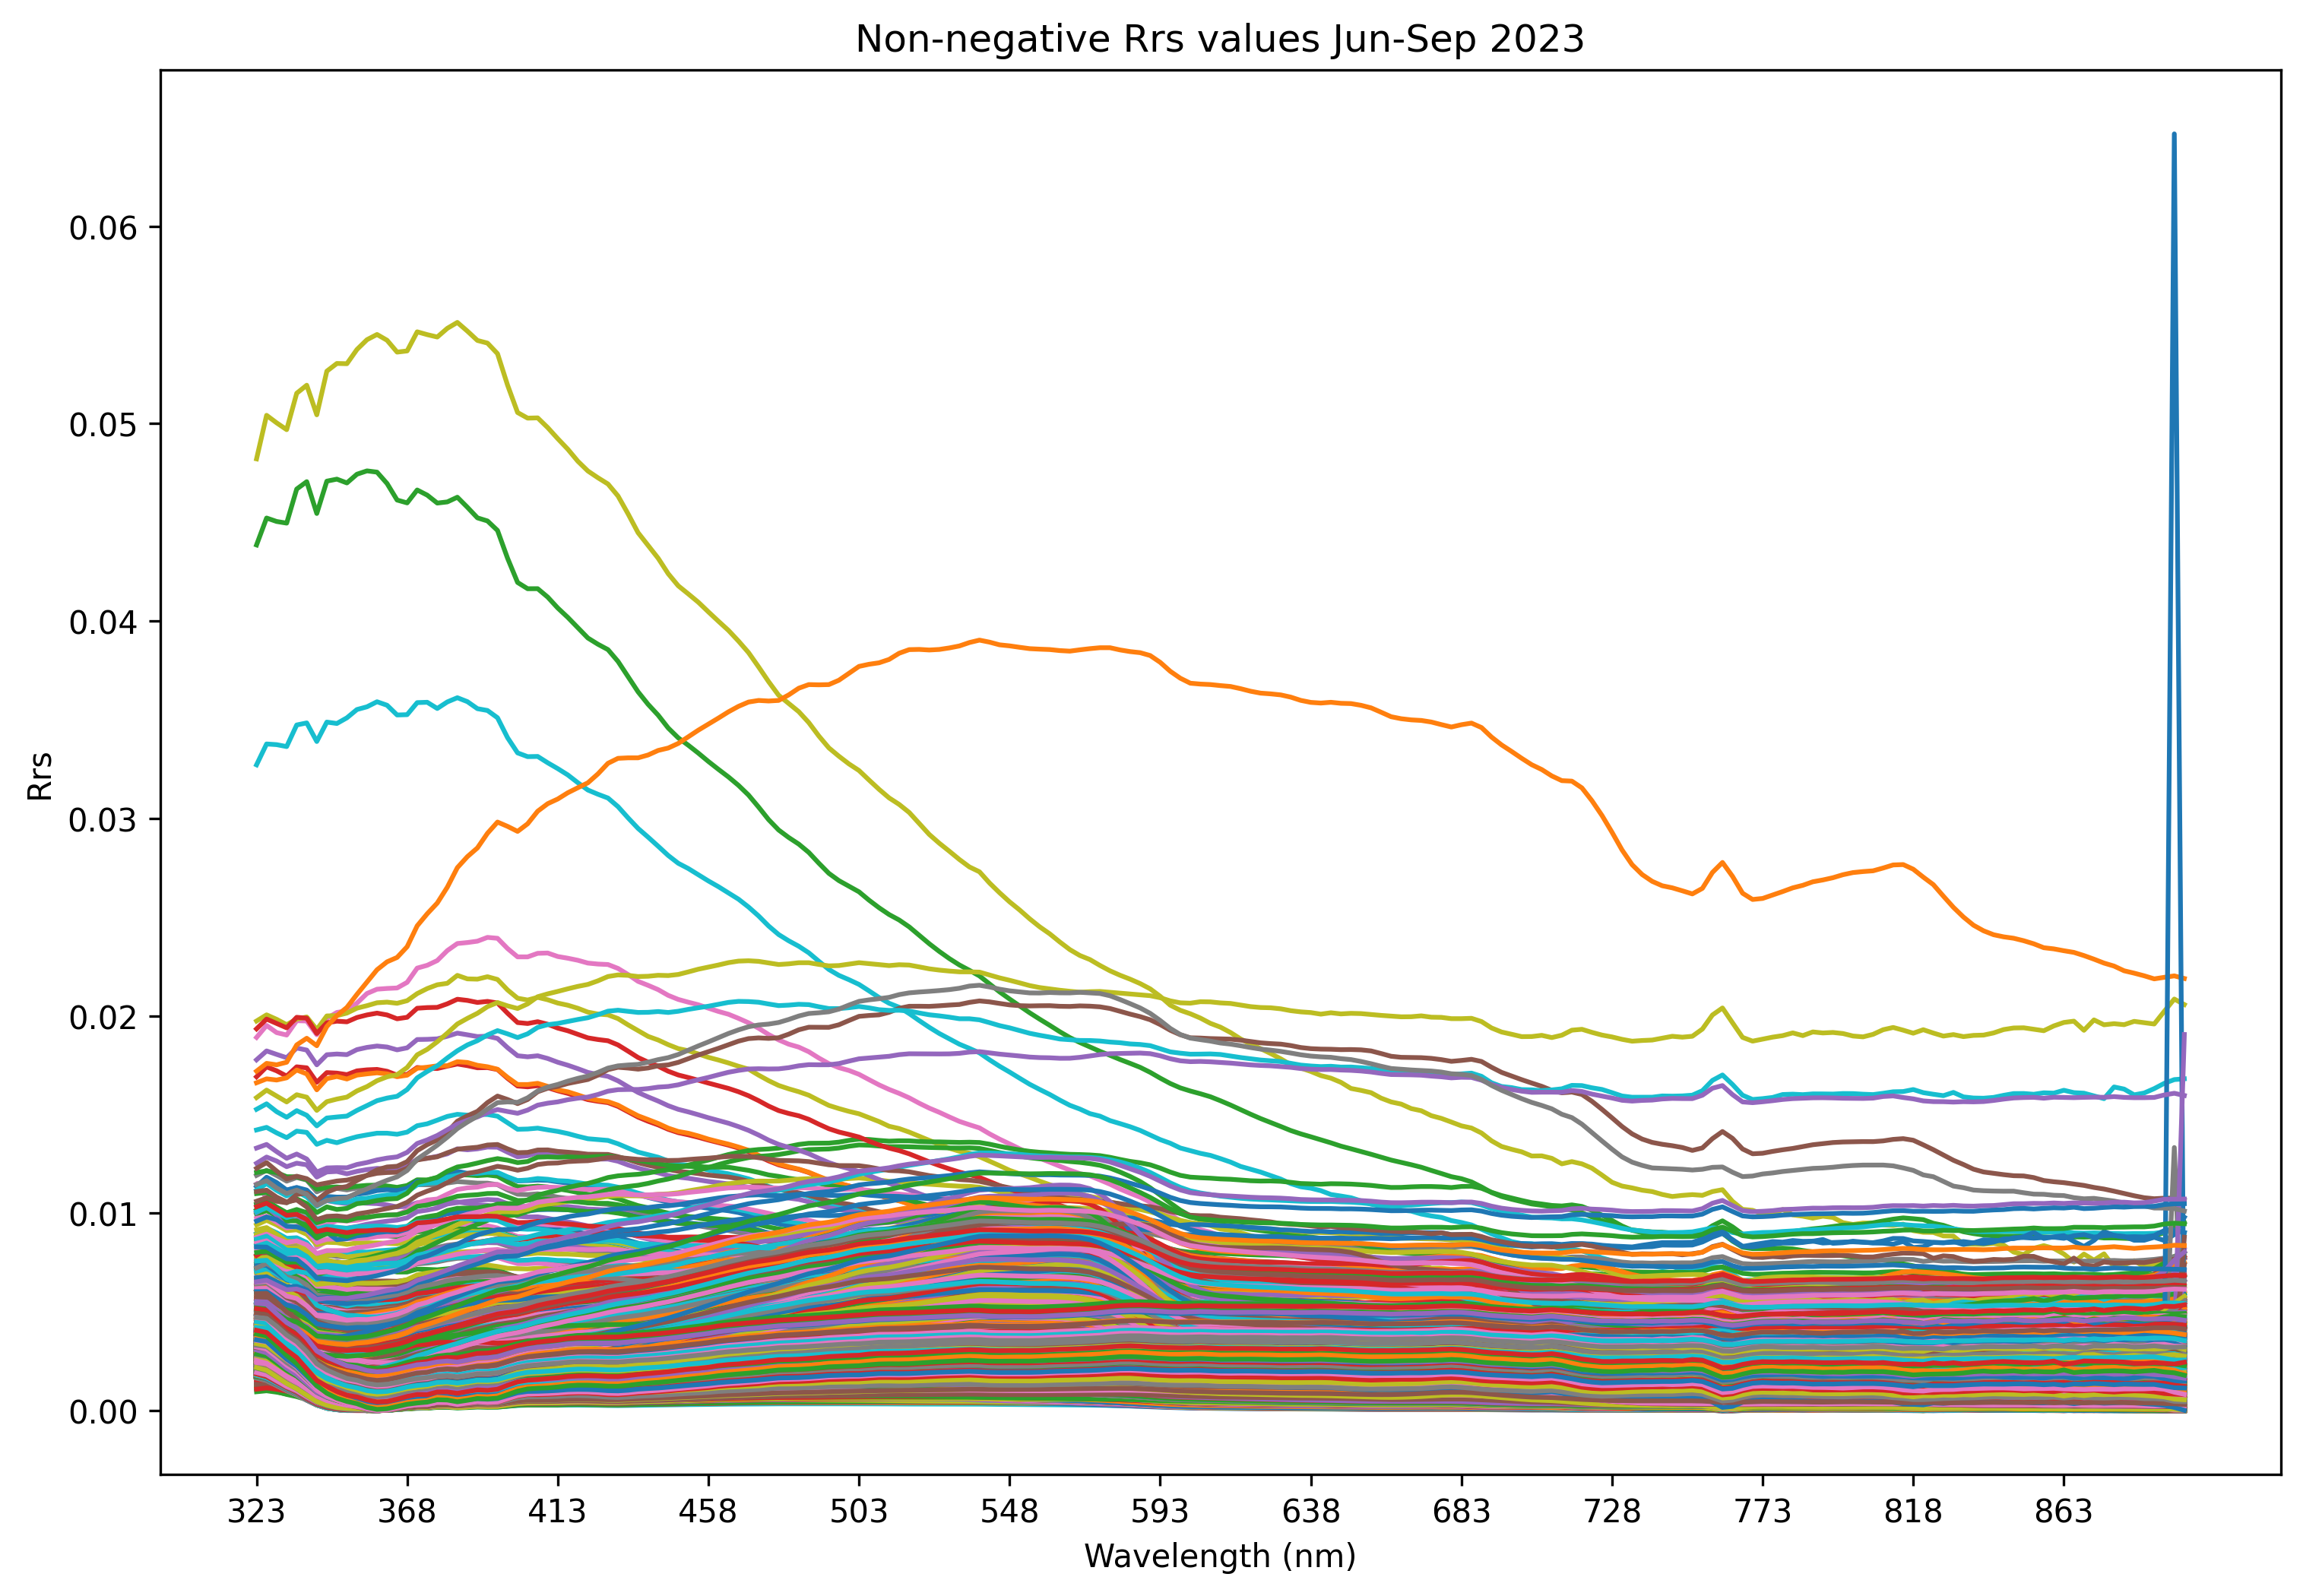 Non-negative Rrs values Jun-Sep 2023
0.06
0.05
0.04
0.03
0.02
0.01
0.00
Rrs
323 368 413 458 503 548 593 638 683 728 773 818 863
Wavelength (nm)